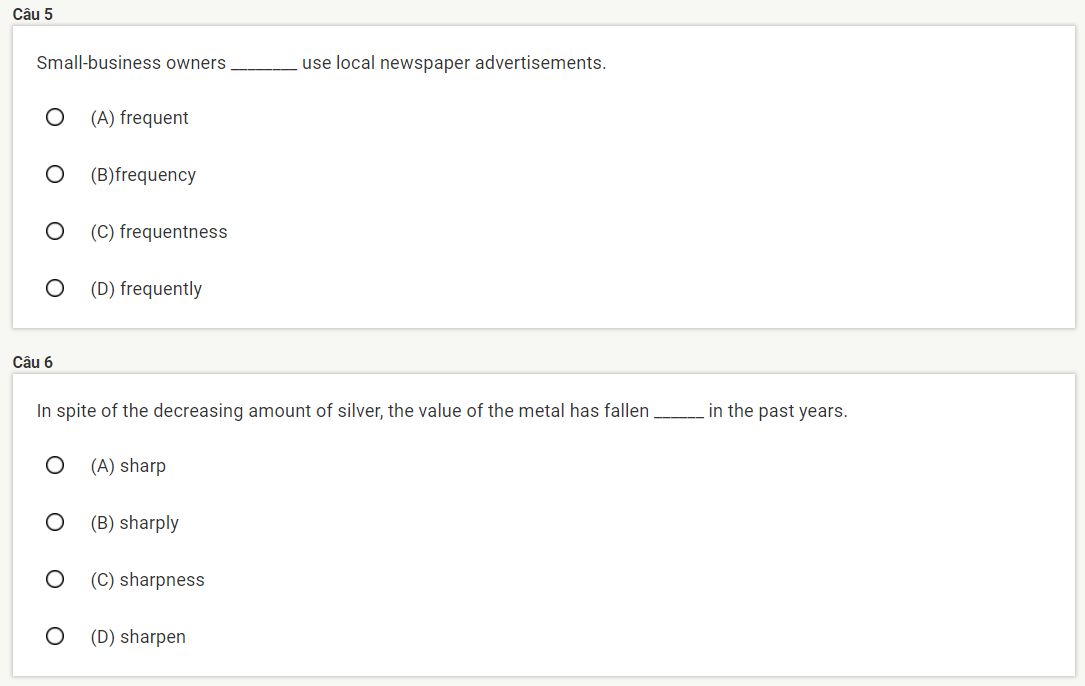 Câu 5
Small-business owners ________ use local newspaper advertisements.
(A) frequent
(B)frequency
(C) frequentness
(D) frequently
Câu 6
In spite of the decreasing amount of silver, the value of the metal has fallen ______ in the past years.
(A) sharp
(B) sharply
(C) sharpness
(D) sharpen